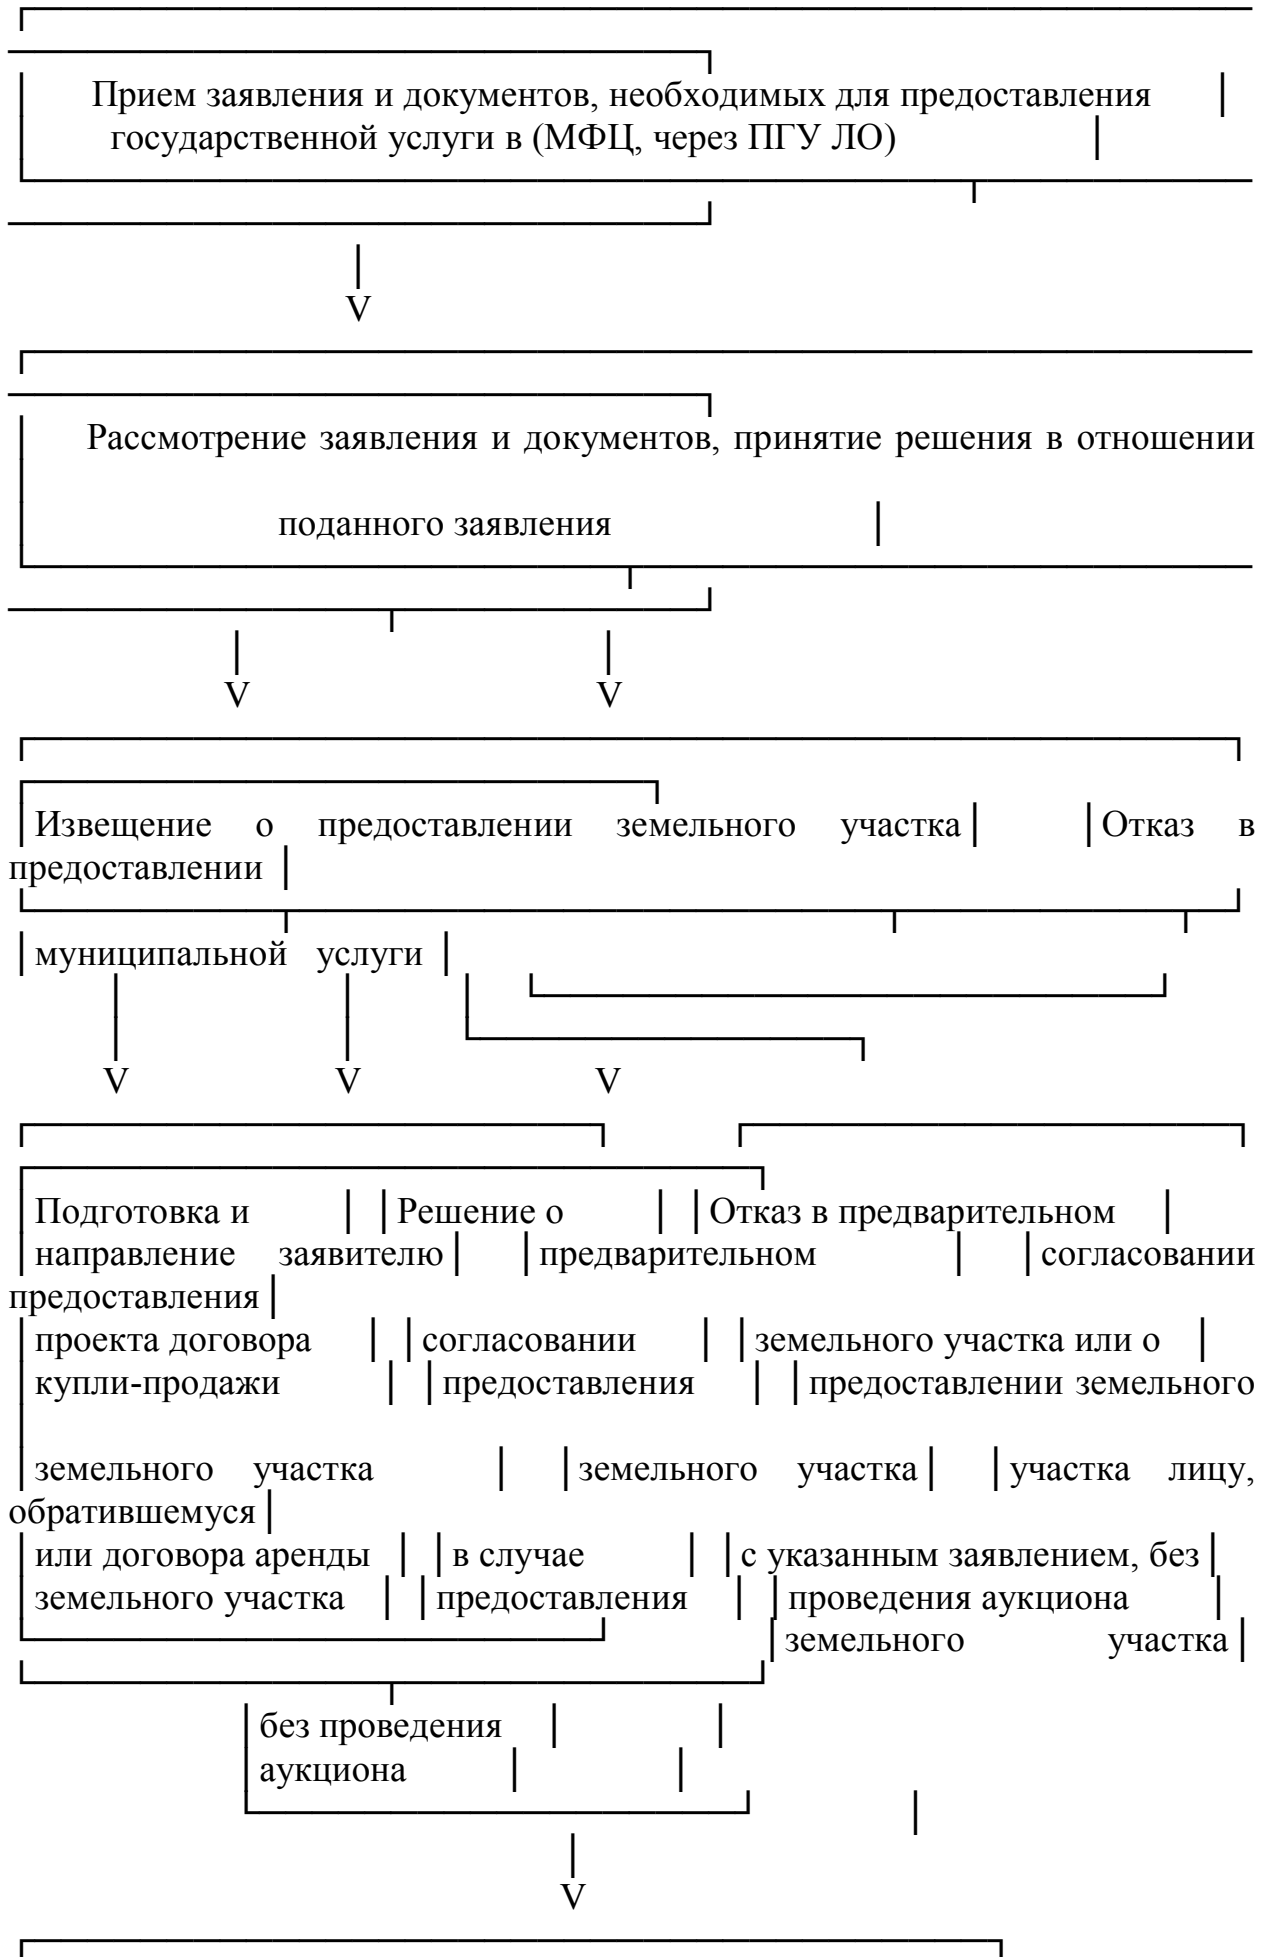 Прием заявления и документов, необходимых для предоставления
государственной услуги в (МФЦ, через ПГУ ЛО)
V
Рассмотрение заявления и документов, принятие решения в отношении
поданного заявления
V V
Извещение о предоставлении земельного участка Отказ в
предоставлении
муниципальной услуги
V V V
Подготовка и Решение о Отказ в предварительном
направление заявителю предварительном согласовании
предоставления
проекта договора согласовании земельного участка или о
купли-продажи предоставления предоставлении земельного
земельного участка земельного участка участка лицу,
обратившемуся
или договора аренды в случае с указанным заявлением, без
земельного участка предоставления проведения аукциона
земельного участка
без проведения
аукциона
V